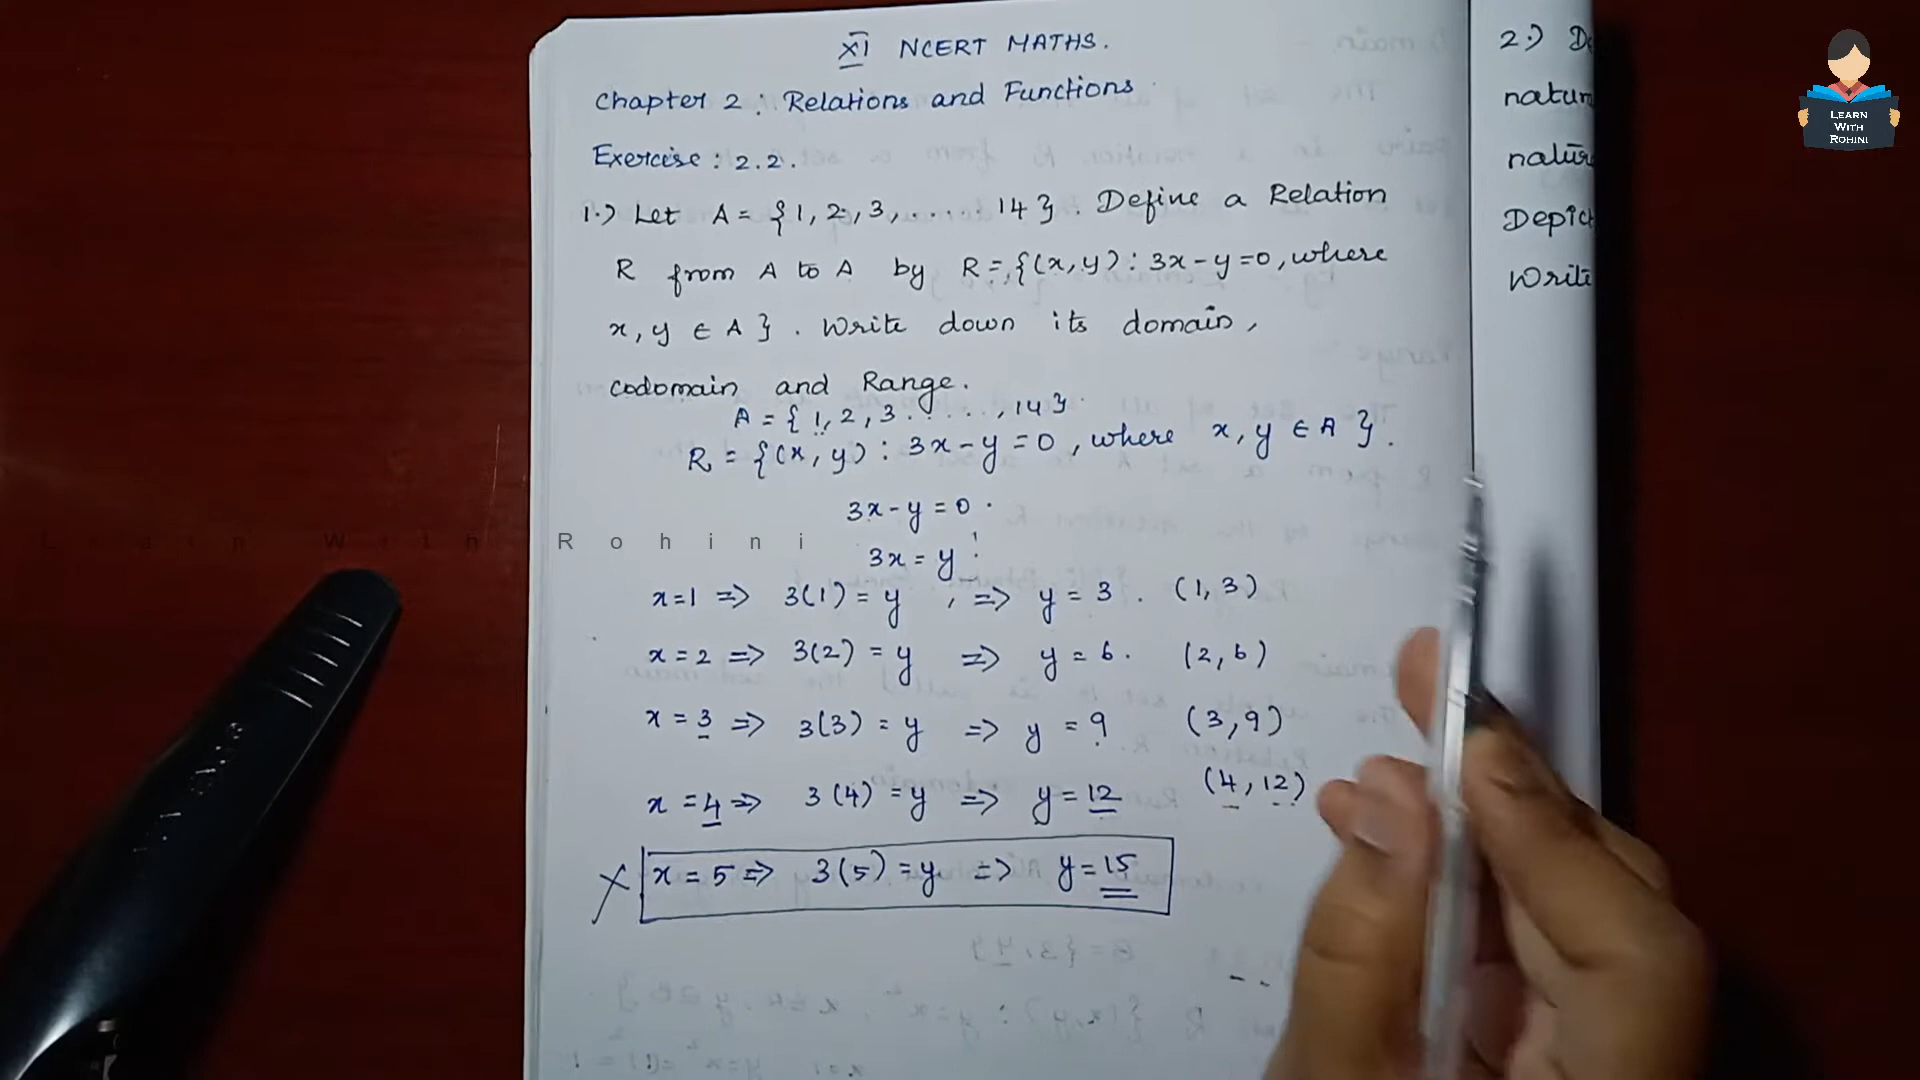 XI NCERT MATHS.
Chapter 2 : Relations and Functions
Exercise : 2.2.
1.) Let A = {1, 2, 3, ..... 14}. Define a Relation
R from A to A by R = {(x, y) : 3x - y = 0, where
x, y ∈ A}. Write down its domain,
codomain and Range.
A = {1, 2, 3 ....., 14}
R = {(x, y) : 3x - y = 0, where x, y ∈ A}.
3x - y = 0.
3x = y
x = 1 => 3(1) = y => y = 3. (1, 3)
x = 2 => 3(2) = y => y = 6. (2, 6)
x = 3 => 3(3) = y => y = 9 (3, 9)
x = 4 => 3(4) = y => y = 12 (4, 12)
X x = 5 => 3(5) = y => y = 15
2.)
Write
LEARN
WITH
ROHINI
Learn With Rohini